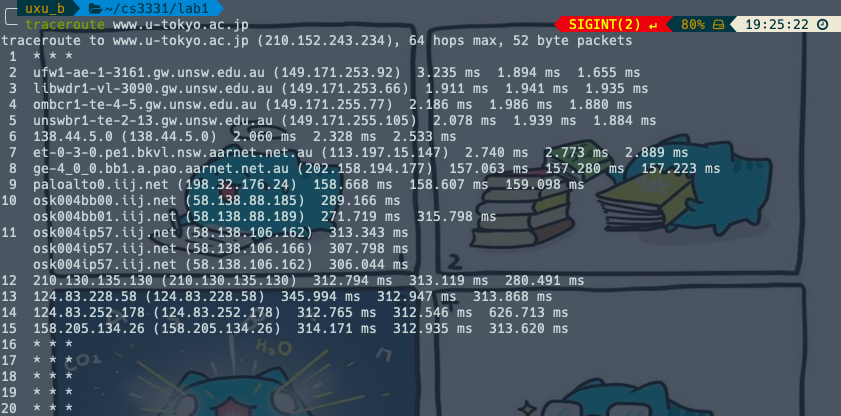 uxu_b ~/cs3331/lab1
traceroute www.u-tokyo.ac.jp SIGINT(2) ↵ 80% 19:25:22
traceroute to www.u-tokyo.ac.jp (210.152.243.234), 64 hops max, 52 byte packets
1 * * *
2 ufw1-ae-1-3161.gw.unsw.edu.au (149.171.253.92) 3.235 ms 1.894 ms 1.655 ms
3 libwdr1-vl-3090.gw.unsw.edu.au (149.171.253.66) 1.911 ms 1.941 ms 1.935 ms
4 ombcr1-te-4-5.gw.unsw.edu.au (149.171.255.77) 2.186 ms 1.986 ms 1.880 ms
5 unswbr1-te-2-13.gw.unsw.edu.au (149.171.255.105) 2.078 ms 1.939 ms 1.884 ms
6 138.44.5.0 (138.44.5.0) 2.060 ms 2.328 ms 2.533 ms
7 et-0-3-0.pe1.bkvl.nsw.aarnet.net.au (113.197.15.147) 2.740 ms 2.773 ms 2.889 ms
8 ge-4_0_0.bb1.a.pao.aarnet.net.au (202.158.194.177) 157.063 ms 157.280 ms 157.223 ms
9 paloalto0.iij.net (198.32.176.24) 158.668 ms 158.607 ms 159.098 ms
10 osk004bb00.iij.net (58.138.88.185) 289.166 ms
osk004bb01.iij.net (58.138.88.189) 271.719 ms 315.798 ms
11 osk004ip57.iij.net (58.138.106.162) 313.343 ms
osk004ip57.iij.net (58.138.106.166) 307.798 ms
osk004ip57.iij.net (58.138.106.162) 306.044 ms
12 210.130.135.130 (210.130.135.130) 312.794 ms 313.119 ms 280.491 ms
13 124.83.228.58 (124.83.228.58) 345.994 ms 312.947 ms 313.868 ms
14 124.83.252.178 (124.83.252.178) 312.765 ms 312.546 ms 626.713 ms
15 158.205.134.26 (158.205.134.26) 314.171 ms 312.935 ms 313.620 ms
16 * * *
17 * * *
18 * * *
19 * * *
20 * * *
2
CO2
H2O